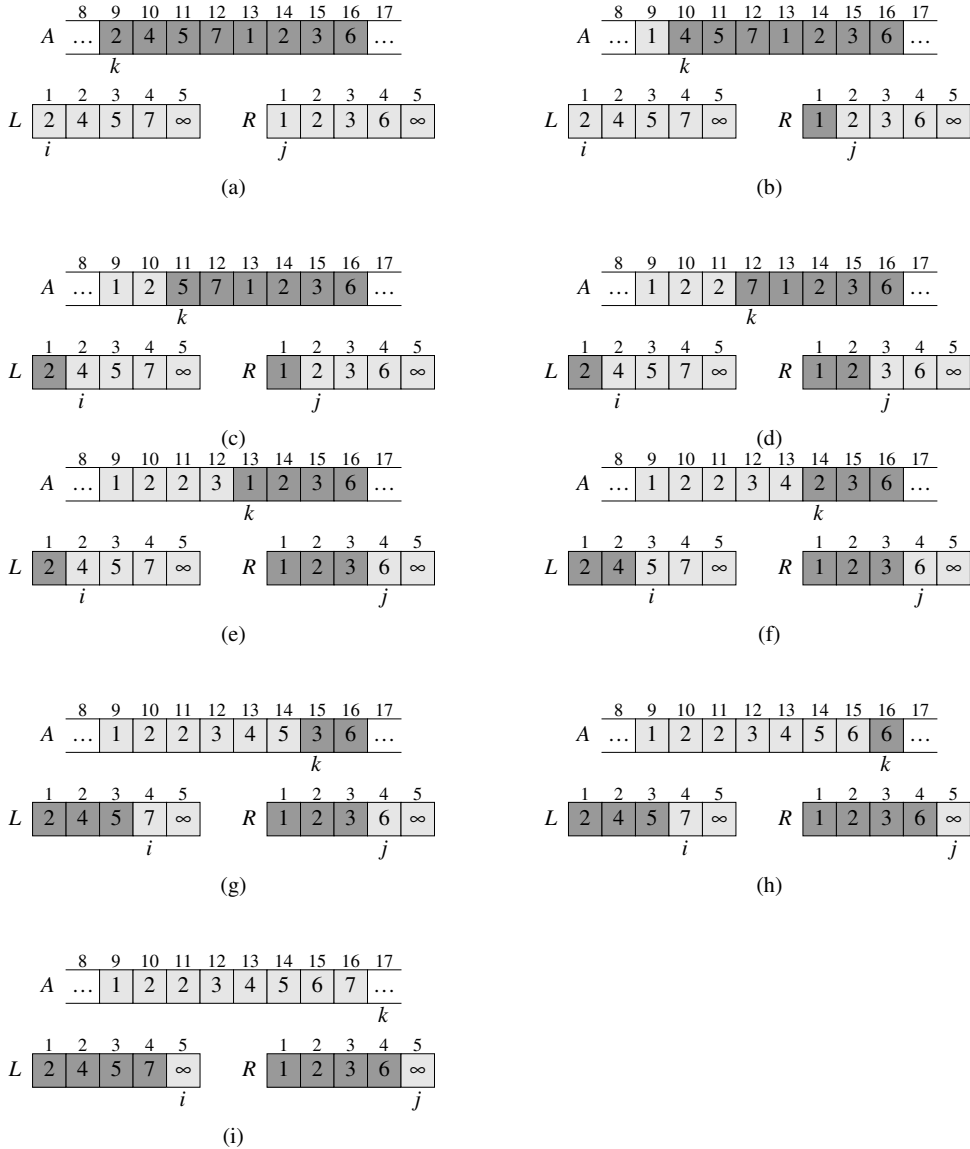 8 9 10 11 12 13 14 15 16 17
A … 2 4 5 7 1 2 3 6 …
k
1 2 3 4 5
L 2 4 5 7 ∞
i
1 2 3 4 5
R 1 2 3 6 ∞
j
(a)
8 9 10 11 12 13 14 15 16 17
A … 1 4 5 7 1 2 3 6 …
k
1 2 3 4 5
L 2 4 5 7 ∞
i
1 2 3 4 5
R 1 2 3 6 ∞
j
(b)
8 9 10 11 12 13 14 15 16 17
A … 1 2 5 7 1 2 3 6 …
k
1 2 3 4 5
L 2 4 5 7 ∞
i
1 2 3 4 5
R 1 2 3 6 ∞
j
(c)
8 9 10 11 12 13 14 15 16 17
A … 1 2 2 7 1 2 3 6 …
k
1 2 3 4 5
L 2 4 5 7 ∞
i
1 2 3 4 5
R 1 2 3 6 ∞
j
(d)
8 9 10 11 12 13 14 15 16 17
A … 1 2 2 3 1 2 3 6 …
k
1 2 3 4 5
L 2 4 5 7 ∞
i
1 2 3 4 5
R 1 2 3 6 ∞
j
(e)
8 9 10 11 12 13 14 15 16 17
A … 1 2 2 3 4 2 3 6 …
k
1 2 3 4 5
L 2 4 5 7 ∞
i
1 2 3 4 5
R 1 2 3 6 ∞
j
(f)
8 9 10 11 12 13 14 15 16 17
A … 1 2 2 3 4 5 3 6 …
k
1 2 3 4 5
L 2 4 5 7 ∞
i
1 2 3 4 5
R 1 2 3 6 ∞
j
(g)
8 9 10 11 12 13 14 15 16 17
A … 1 2 2 3 4 5 6 6 …
k
1 2 3 4 5
L 2 4 5 7 ∞
i
1 2 3 4 5
R 1 2 3 6 ∞
j
(h)
8 9 10 11 12 13 14 15 16 17
A … 1 2 2 3 4 5 6 7 …
k
1 2 3 4 5
L 2 4 5 7 ∞
i
1 2 3 4 5
R 1 2 3 6 ∞
j
(i)